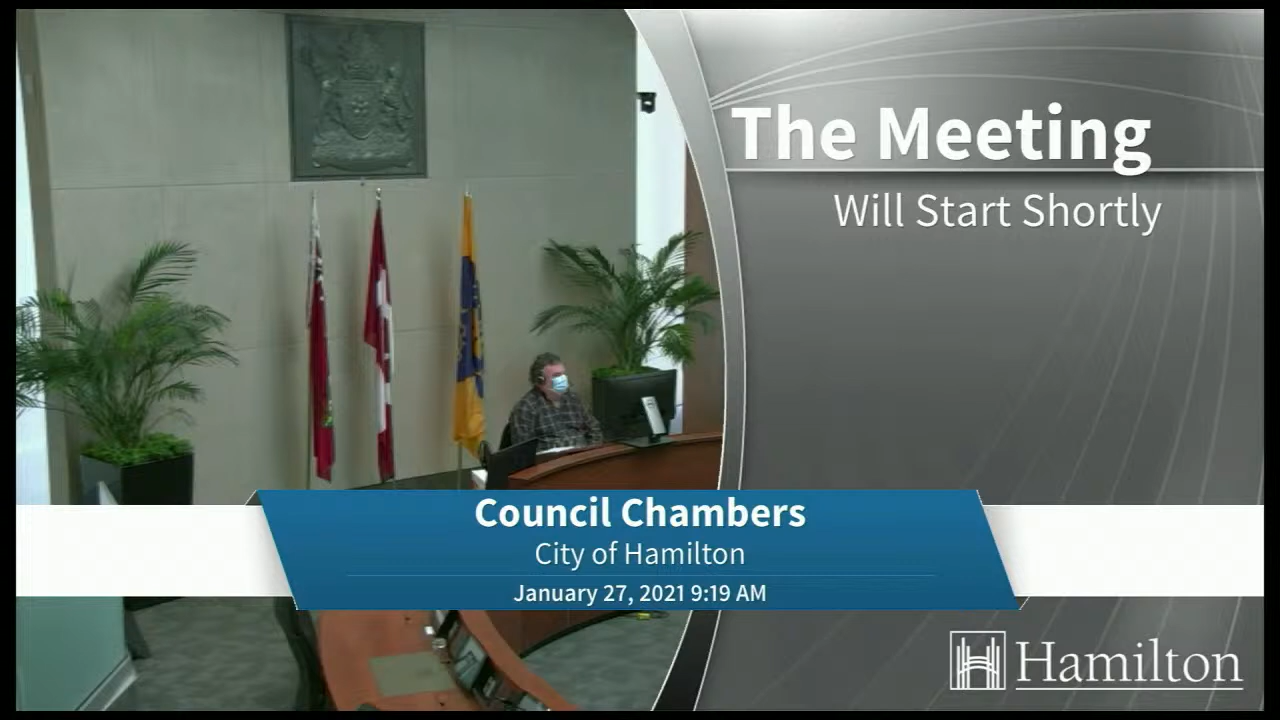 The Meeting
Will Start Shortly
Council Chambers
City of Hamilton
January 27, 2021 9:19 AM
Hamilton